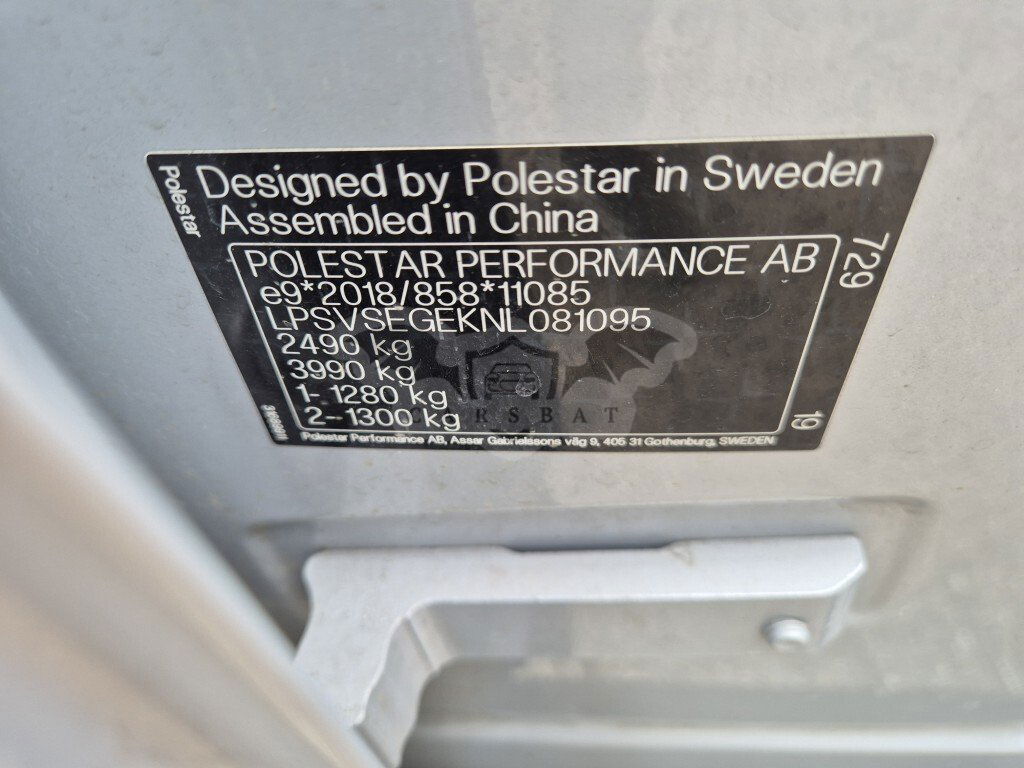 Polestar
Designed by Polestar in Sweden
Assembled in China
POLESTAR PERFORMANCE AB
e9*2018/858*11085
LPSVSEGEKNL081095
2490 kg
3990 kg
1- 1280 kg
2- 1300 kg
729
19
Polestar Performance AB, Assar Gabrielssons väg 9, 405 31 Gothenburg, SWEDEN